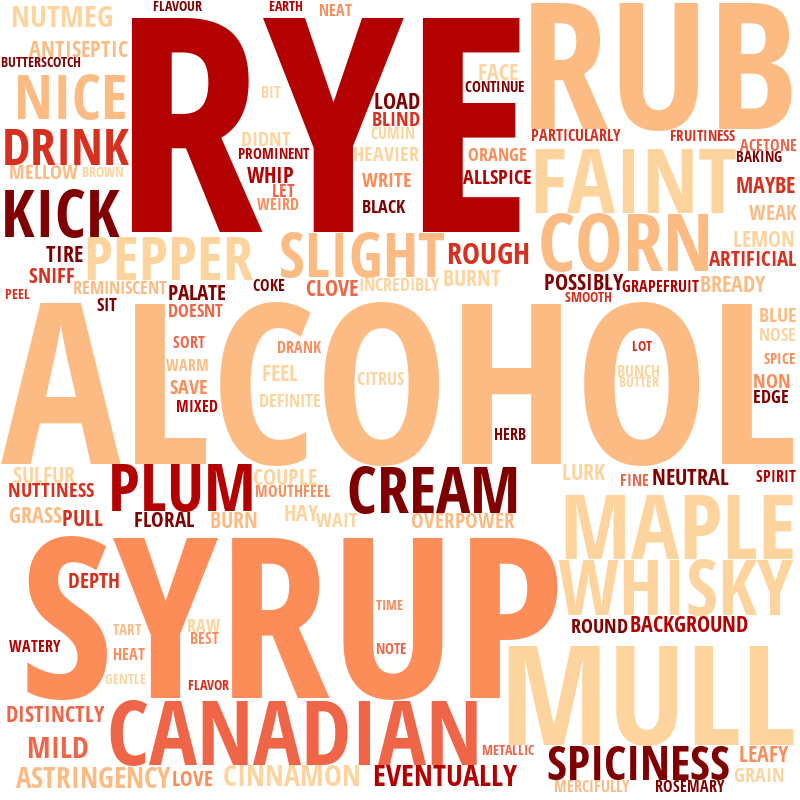 FLAVOUR
EARTH
NEAT
NUTMEG
RYE
RUB
ANTISEPTIC
BUTTERSCOTCH
FACE
CONTINUE
NICE
BIT
LOAD
BLIND
CUMIN
DRINK
DIDNT
PARTICULARLY
FRUITINESS
ACETONE
PROMINENT
HEAVIER
ORANGE
FAINT
BAKING
MELLOW
BROWN
WHIP
WRITE
ALLSPICE
MAYBE
LET
KICK
WEIRD
BLACK
WEAK
CORN
LEMON
TIRE
PEPPER
SLIGHT
ROUGH
ARTIFICIAL
SNIFF
REMINISCENT
PALATE
COKE
CLOVE
INCREDIBLY
BURNT
POSSIBLY
GRAPEFRUIT
BREADY
PEEL
SIT
SMOOTH
DOESNT
ALCOHOL
BLUE
NOSE
SORT
DRANK
LOT
SPICE
WARM
FEEL
CITRUS
BUNCH
BUTTER
NON
SAVE
EDGE
MIXED
DEFINITE
HERB
SULFUR
PLUM
COUPLE
CREAM
LURK
FINE
NEUTRAL
SPIRIT
NUTTINESS
MOUTHFEEL
GRASS
PULL
FLORAL
BURN
HAY
WAIT
OVERPOWER
MAPLE
SYRUP
WHISKY
DEPTH
TIME
TART
RAW
BEST
ROUND
BACKGROUND
WATERY
HEAT
NOTE
MULL
GENTLE
FLAVOR
DISTINCTLY
CANADIAN
MILD
METALLIC
SPICINESS
LEAFY
ASTRINGENCY
LOVE
CINNAMON
EVENTUALLY
GRAIN
MERCIFULLY
ROSEMARY